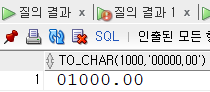 질의 결과 × 질의 결과 1 ×
SQL | 인출된 모든 행
TO_CHAR(1000,'00000.00')
1 01000.00